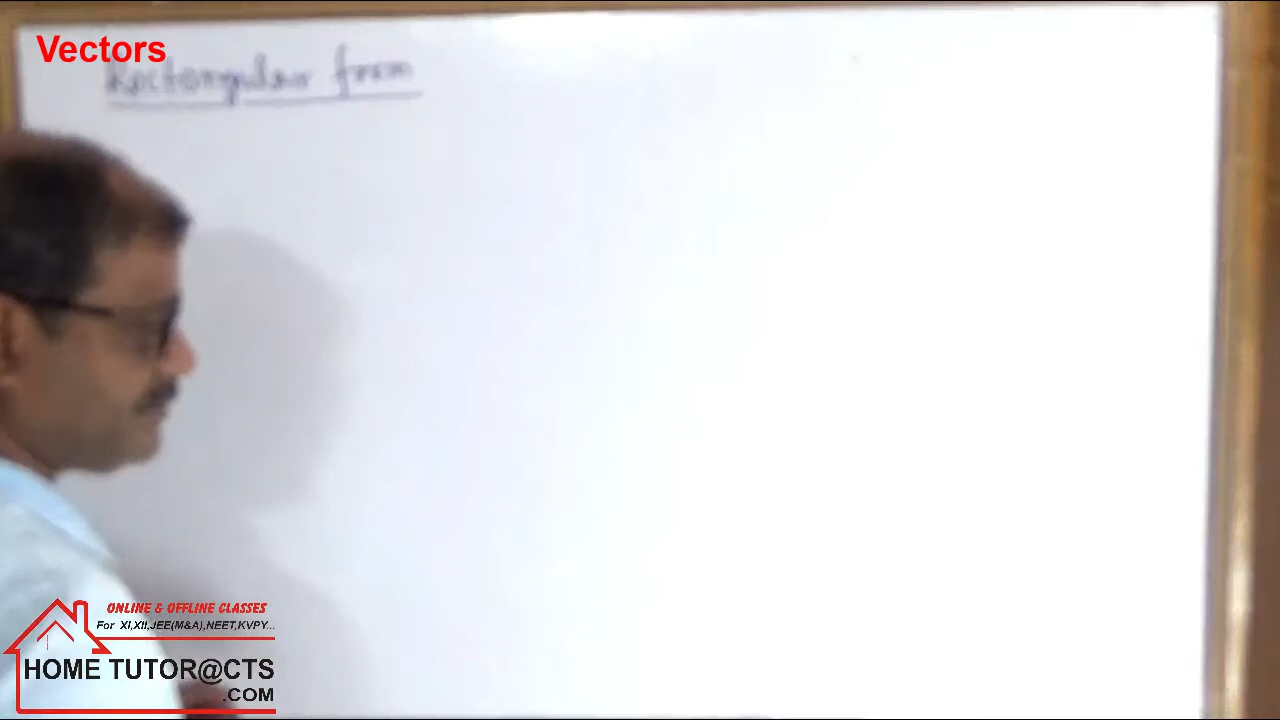 Vectors
Rectangular form
ONLINE & OFFLINE CLASSES
For XI,XII,JEE(M&A),NEET,KVPY...
HOME TUTOR@CTS
.COM